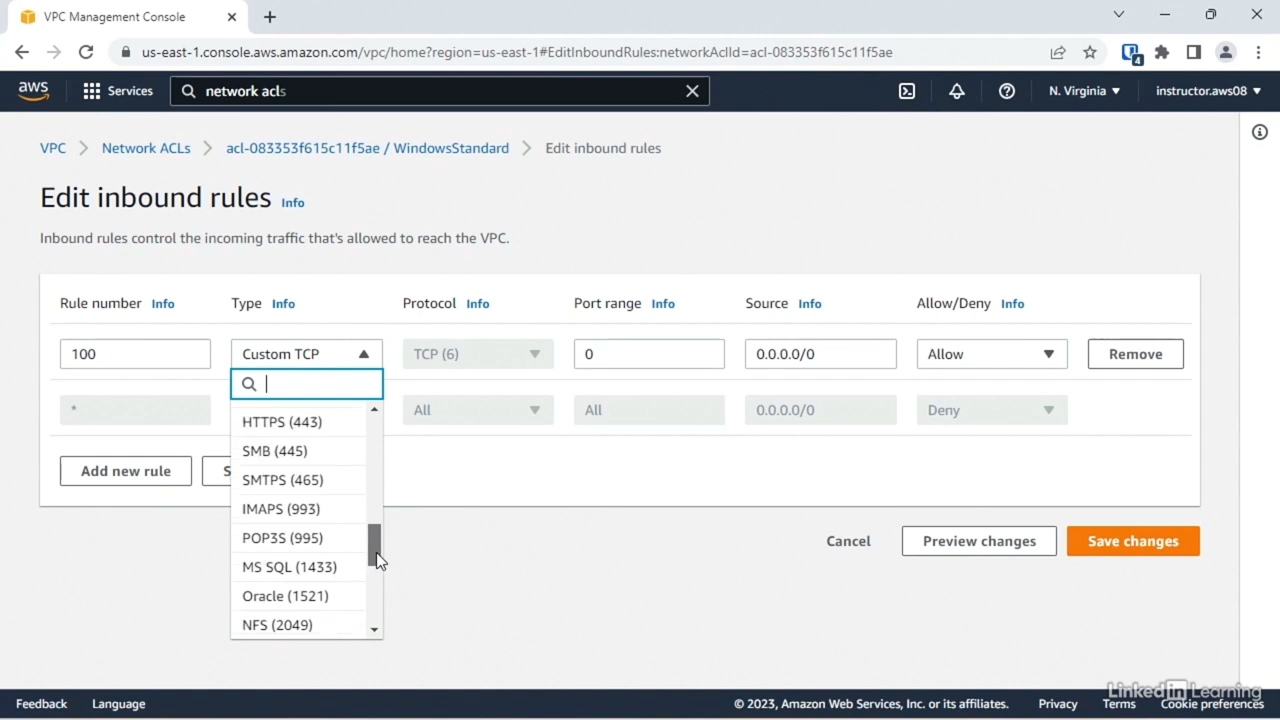 VPC Management Console
us-east-1.console.aws.amazon.com/vpc/home?region=us-east-1#EditInboundRules:networkAclId=acl-083353f615c11f5ae
4
aws
Services
network acls
N. Virginia
instructor.aws08
VPC
Network ACLs
acl-083353f615c11f5ae / WindowsStandard
Edit inbound rules
Edit inbound rules Info
Inbound rules control the incoming traffic that's allowed to reach the VPC.
Rule number Info Type Info Protocol Info Port range Info Source Info Allow/Deny Info
100 Custom TCP TCP (6) 0 0.0.0.0/0 Allow Remove
* All All 0.0.0.0/0 Deny
HTTPS (443)
SMB (445)
Add new rule S
SMTPS (465)
IMAPS (993)
POP3S (995)
Cancel Preview changes Save changes
MS SQL (1433)
Oracle (1521)
NFS (2049)
LinkedIn Learning
Feedback Language © 2023, Amazon Web Services, Inc. or its affiliates. Privacy Terms Cookie preferences